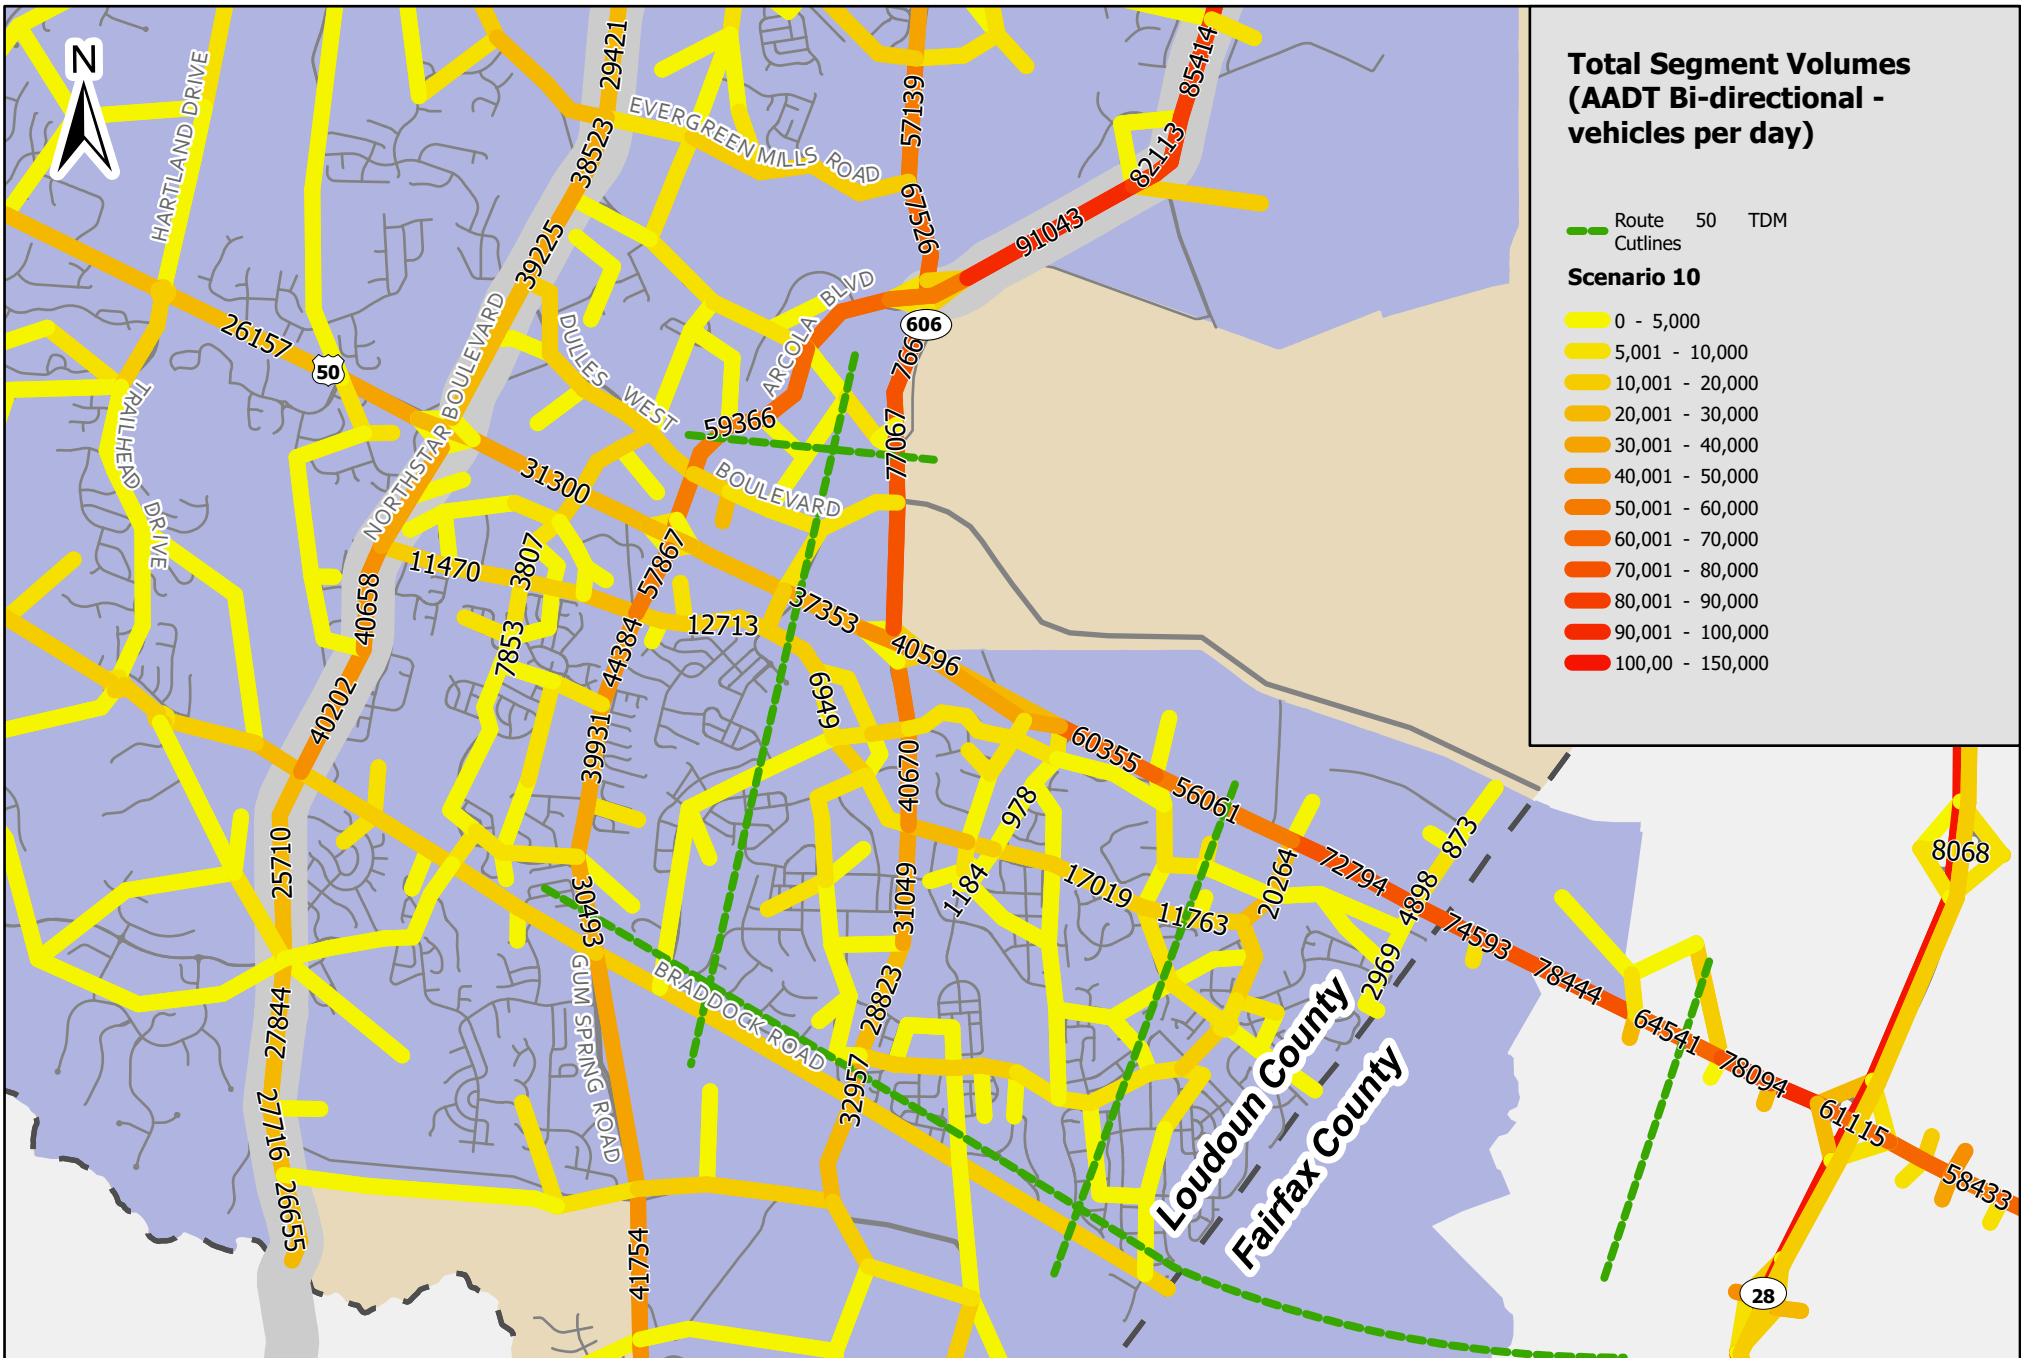 Total Segment Volumes
(AADT Bi-directional -
vehicles per day)
Route 50 TDM
Cutlines
Scenario 10
0 - 5,000
5,001 - 10,000
10,001 - 20,000
20,001 - 30,000
30,001 - 40,000
40,001 - 50,000
50,001 - 60,000
60,001 - 70,000
70,001 - 80,000
80,001 - 90,000
90,001 - 100,000
100,00 - 150,000
N
HARTLAND DRIVE
29421
57139
85414
EVERGREEN MILLS ROAD
38523
82113
67526
39225
91043
ARCOLA BLVD
606
26157
50
766
DULLES WEST BOULEVARD
NORTHSTAR BOULEVARD
TRAILHEAD DRIVE
59366
77067
31300
11470
3807
57867
37353
40658
12713
40596
7853
44384
6949
40202
39931
40670
60355
56061
978
873
8068
25710
72794
31049
1184
17019
20264
4898
11763
30493
74593
2969
78444
GUM SPRING ROAD
BRADDOCK ROAD
28823
27844
64541
78094
32957
27716
61115
Loudoun County
Fairfax County
26655
58433
41754
28